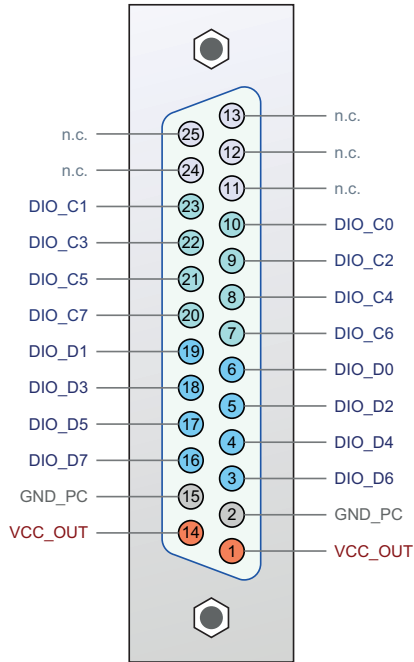 13 n.c.
n.c. 25
12 n.c.
n.c. 24
11 n.c.
DIO_C1 23
10 DIO_C0
DIO_C3 22
9 DIO_C2
DIO_C5 21
8 DIO_C4
DIO_C7 20
7 DIO_C6
DIO_D1 19
6 DIO_D0
DIO_D3 18
5 DIO_D2
DIO_D5 17
4 DIO_D4
DIO_D7 16
3 DIO_D6
GND_PC 15
2 GND_PC
VCC_OUT 14
1 VCC_OUT